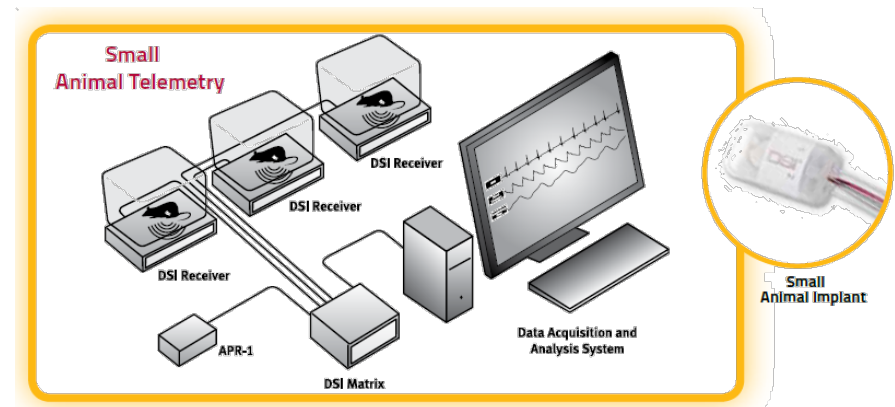 Small
Animal Telemetry
DSI Receiver
DSI Receiver
DSI Receiver
APR-1
DSI Matrix
Data Acquisition and
Analysis System
DSI
Small
Animal Implant